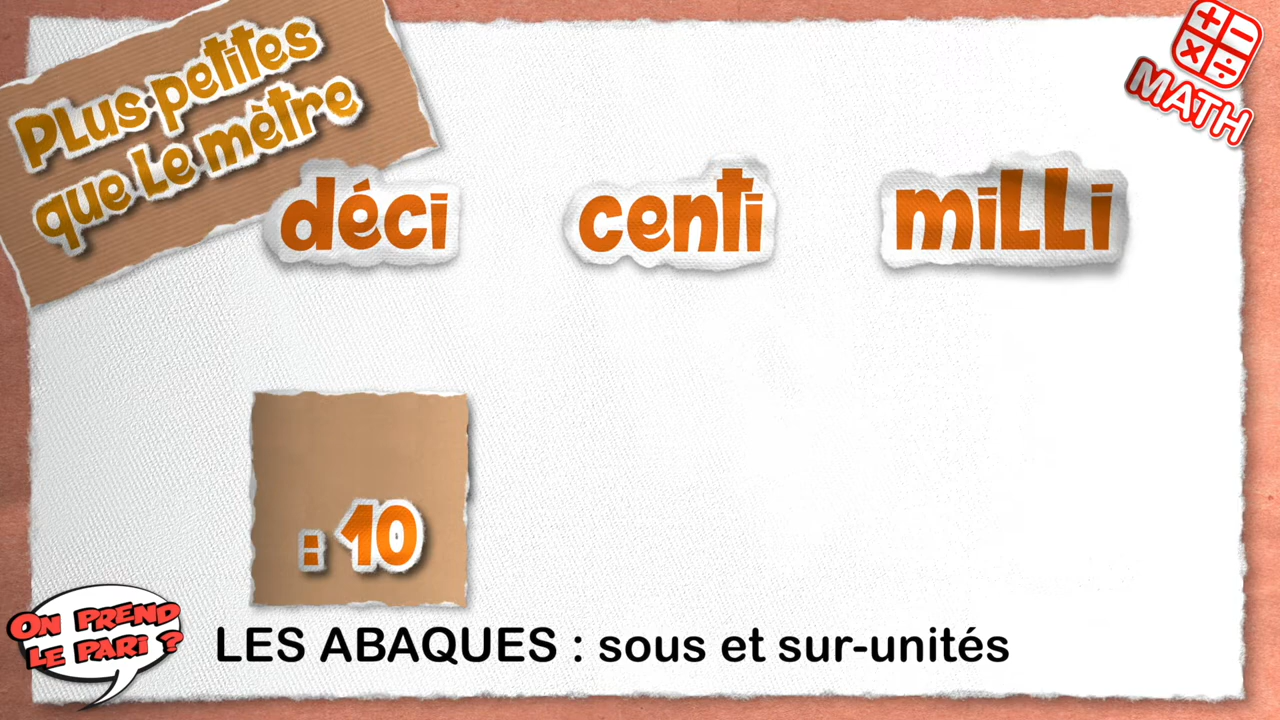 Plus petites
que Le mètre
MATH
déci
centi
milli
: 10
ON PREND
LE PARI ?
LES ABAQUES : sous et sur-unités